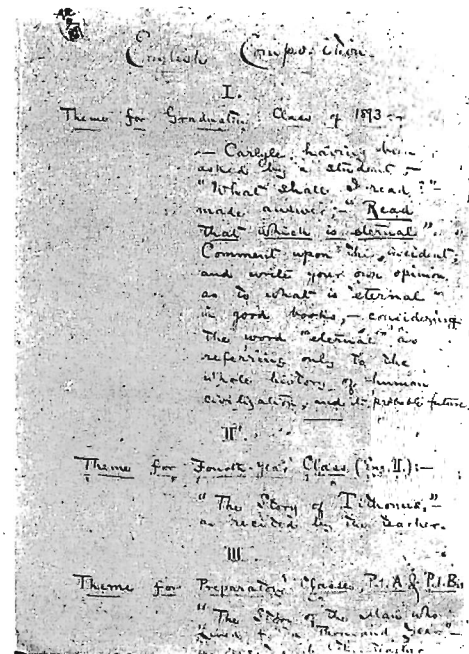 English Composition.
I.
Theme for Graduating Class of 1893
— Carlyle, having been
asked by a student,—
"What shall I read?"—
made answer;—"Read
that which is eternal".
Comment upon this incident,
and write your own opinion
as to what is "eternal"
in good books,— considering
the word "eternal" as
referring only to the
whole history of human
civilization, and its probable future.
II.
Theme for Fourth Year Class (Eng. II.):—
"The Story of Tithonus,"—
as recited by the teacher.
III.
Theme for Preparatory Classes, P.1.A & P.1.B.
"The Story of the Man who
lived for a Thousand Years"—